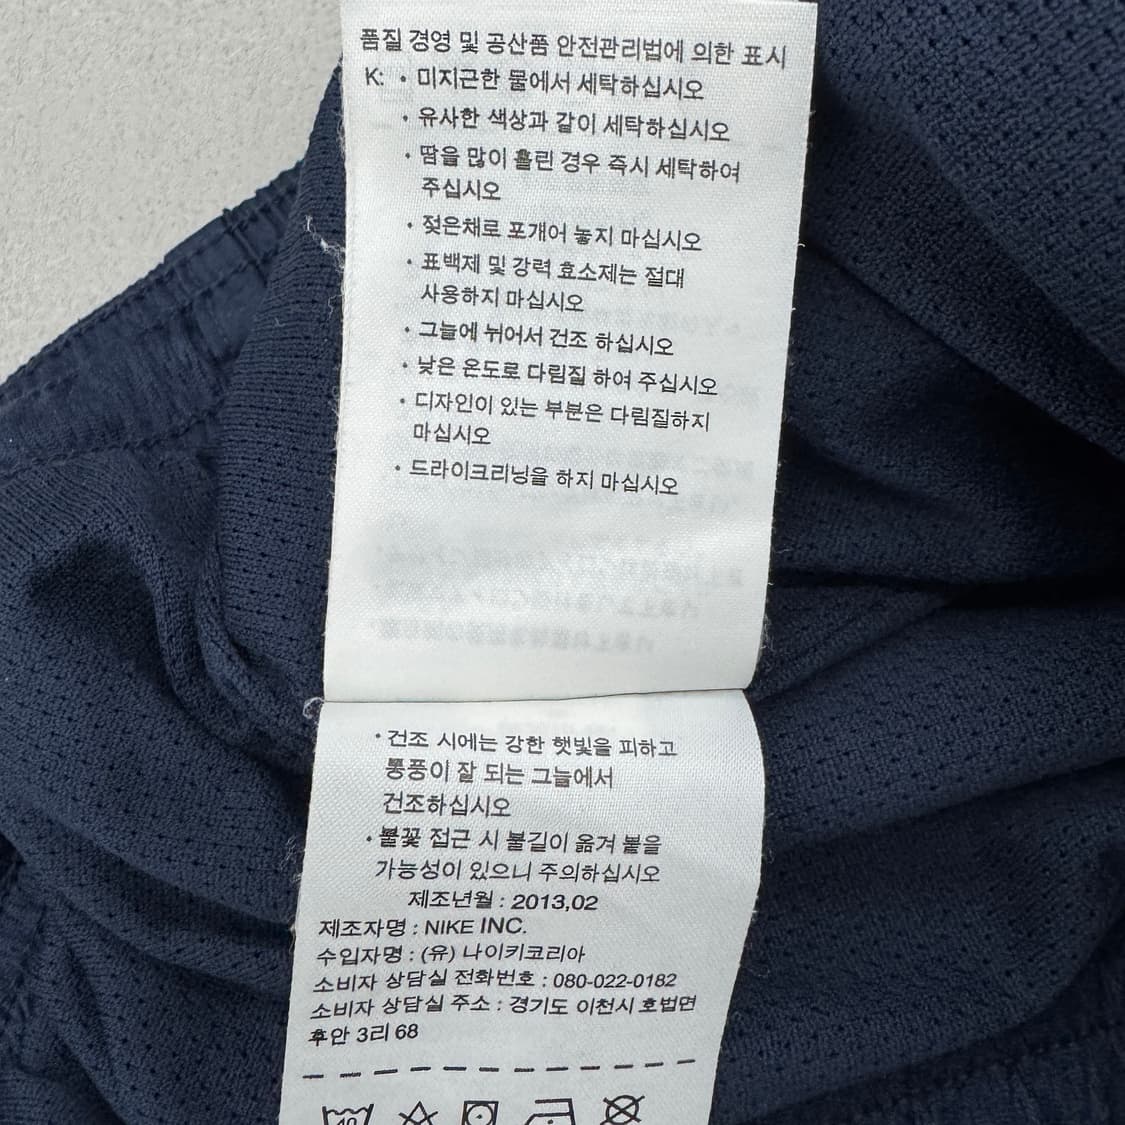 품질 경영 및 공산품 안전관리법에 의한 표시
K: • 미지근한 물에서 세탁하십시오
• 유사한 색상과 같이 세탁하십시오
• 땀을 많이 흘린 경우 즉시 세탁하여
주십시오
• 젖은채로 포개어 놓지 마십시오
• 표백제 및 강력 효소제는 절대
사용하지 마십시오
• 그늘에 뉘어서 건조 하십시오
• 낮은 온도로 다림질 하여 주십시오
• 디자인이 있는 부분은 다림질하지
마십시오
• 드라이크리닝을 하지 마십시오
• 건조 시에는 강한 햇빛을 피하고
통풍이 잘 되는 그늘에서
건조하십시오
• 불꽃 접근 시 불길이 옮겨 붙을
가능성이 있으니 주의하십시오
제조년월 : 2013,02
제조자명 : NIKE INC.
수입자명 : (유) 나이키코리아
소비자 상담실 전화번호 : 080-022-0182
소비자 상담실 주소 : 경기도 이천시 호법면
후안 3리 68
40